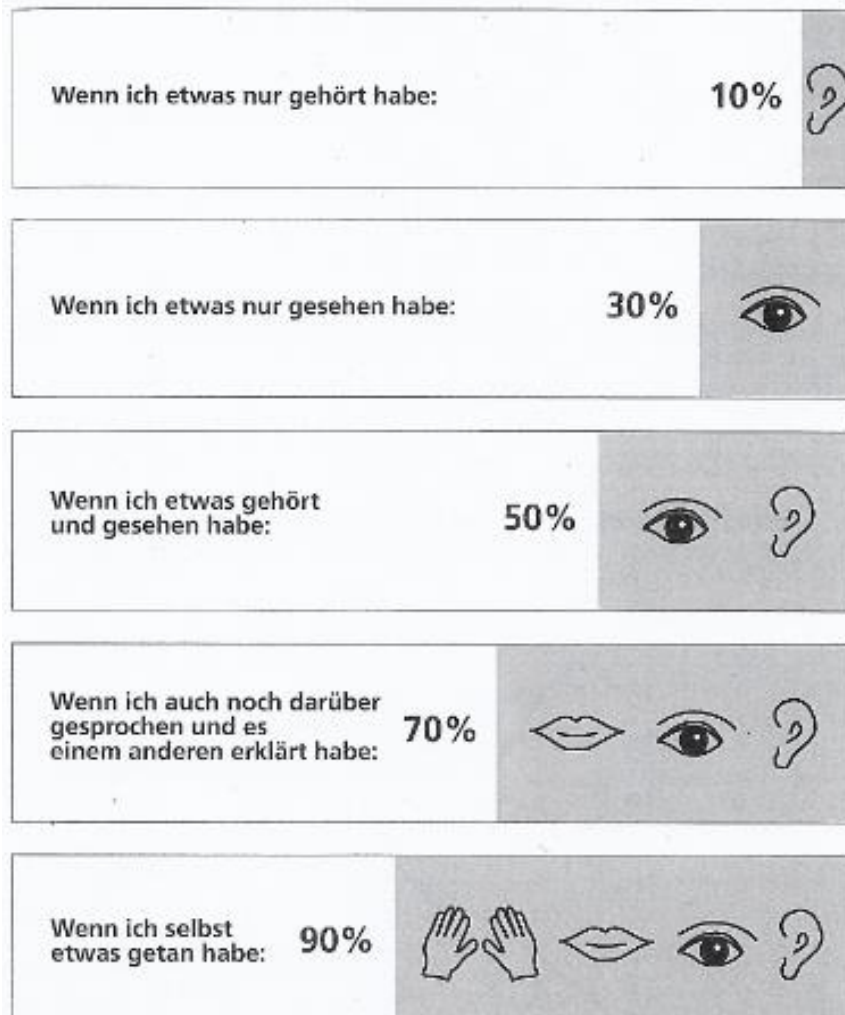 Wenn ich etwas nur gehört habe: 10%
Wenn ich etwas nur gesehen habe: 30%
Wenn ich etwas gehört
und gesehen habe: 50%
Wenn ich auch noch darüber
gesprochen und es 70%
einem anderen erklärt habe:
Wenn ich selbst
etwas getan habe: 90%